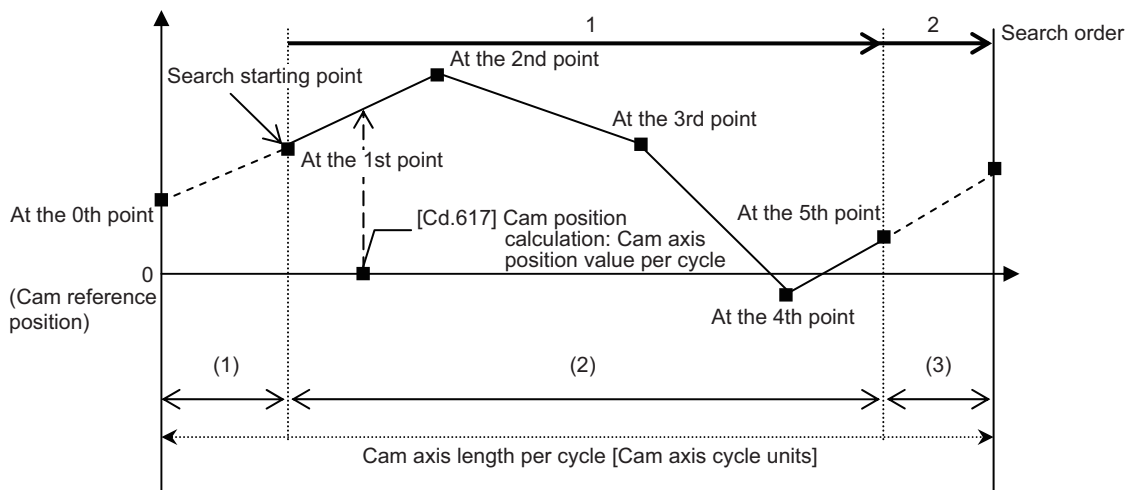 1
2
Search order
At the 2nd point
Search starting point
At the 3rd point
At the 1st point
At the 0th point
[Cd.617] Cam position
calculation: Cam axis
position value per cycle
At the 5th point
0
(Cam reference
position)
At the 4th point
(1)
(2)
(3)
Cam axis length per cycle [Cam axis cycle units]